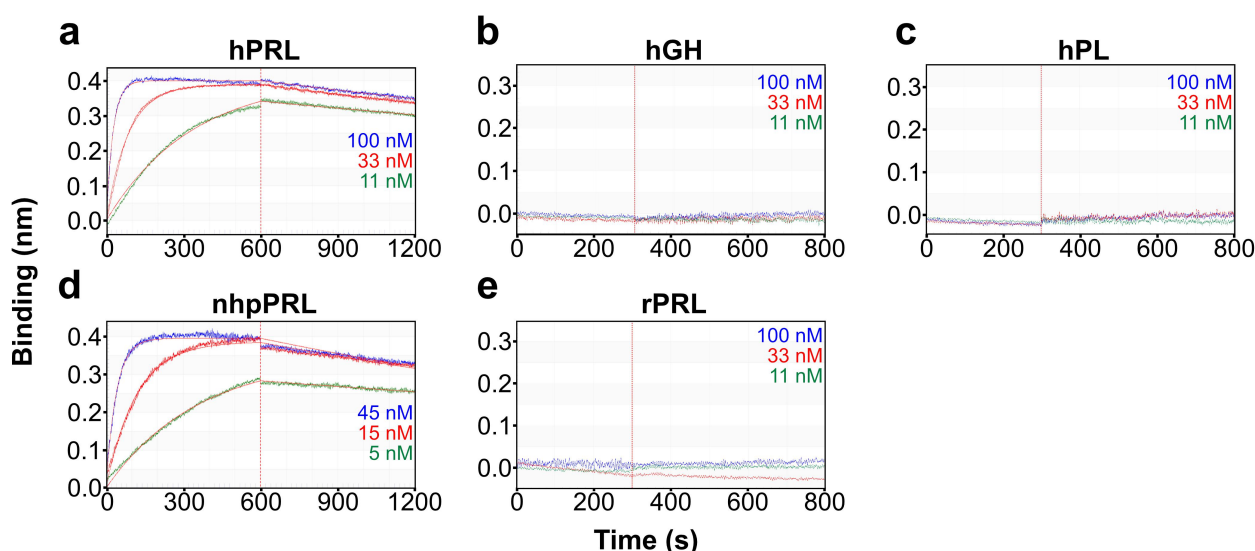 a
hPRL
0.4
0.3
0.2
0.1
0.0
100 nM
33 nM
11 nM
0 300 600 900 1200
b
hGH
0.3
0.2
0.1
0.0
100 nM
33 nM
11 nM
0 200 400 600 800
c
hPL
0.3
0.2
0.1
0.0
100 nM
33 nM
11 nM
0 200 400 600 800
d
nhpPRL
0.4
0.3
0.2
0.1
0.0
45 nM
15 nM
5 nM
0 300 600 900 1200
e
rPRL
0.3
0.2
0.1
0.0
100 nM
33 nM
11 nM
0 200 400 600 800
Binding (nm)
Time (s)